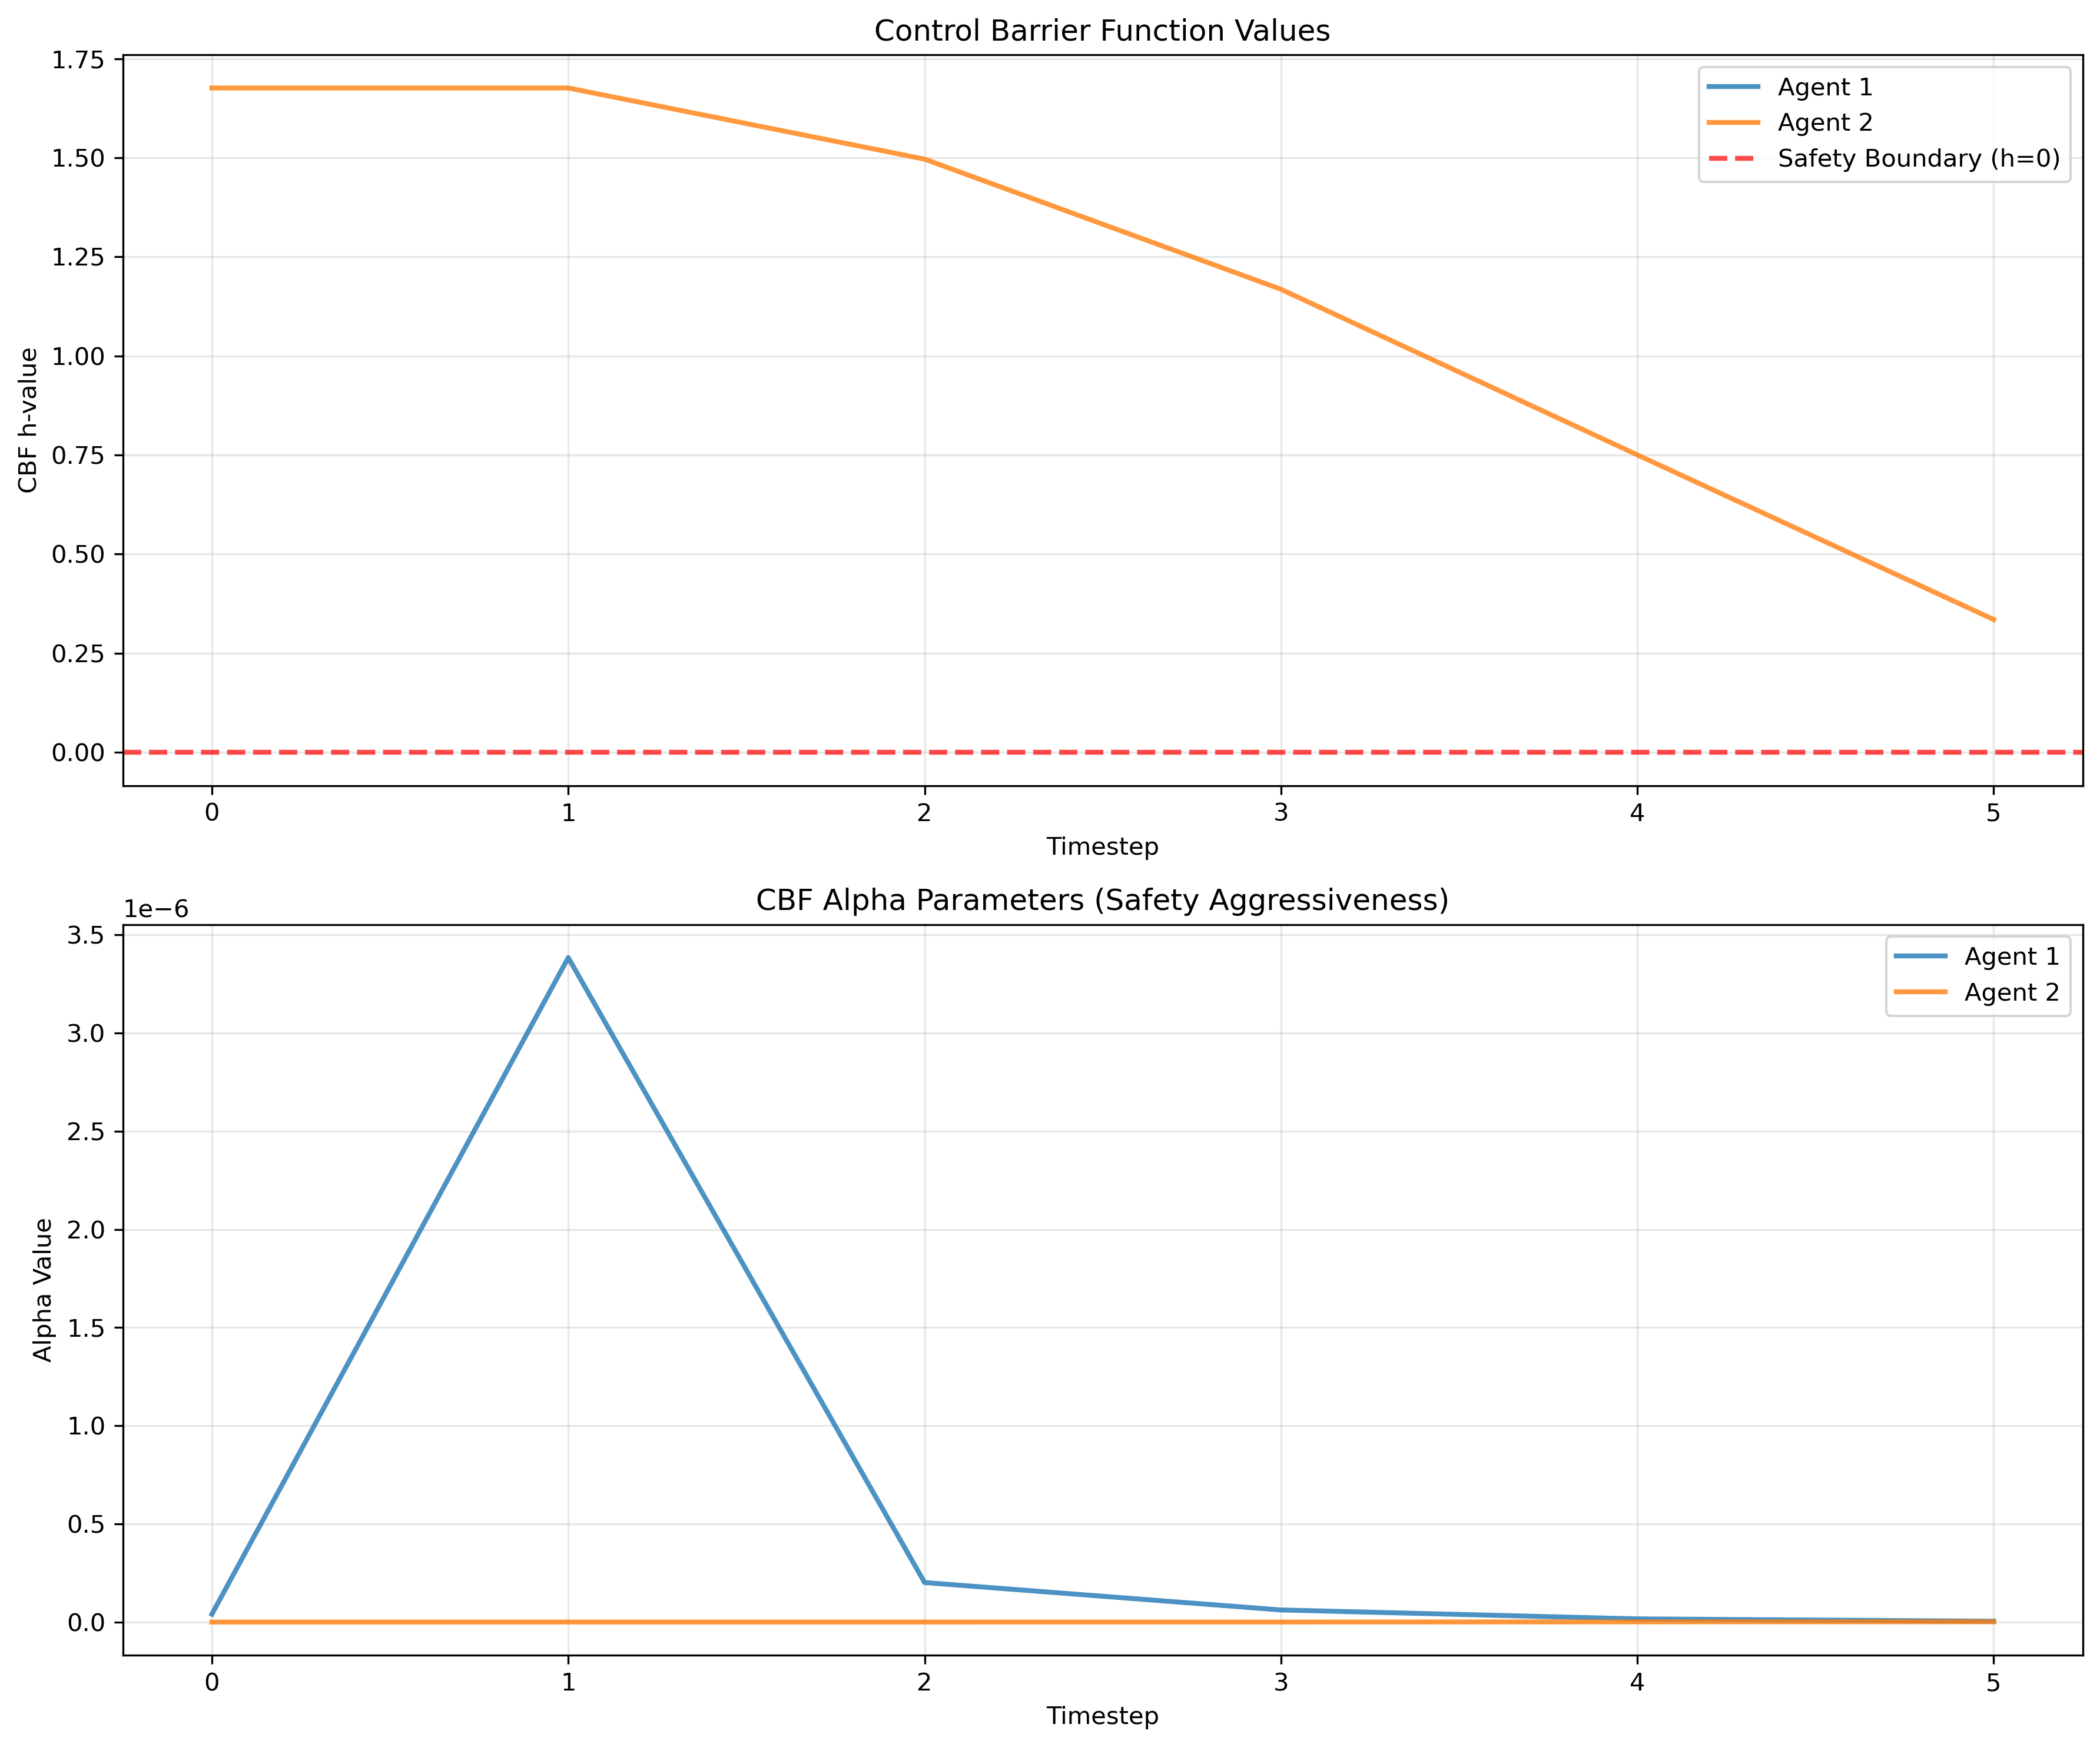 Control Barrier Function Values
1.75
1.50
1.25
1.00
0.75
0.50
0.25
0.00
CBF h-value
Agent 1
Agent 2
Safety Boundary (h=0)
0 1 2 3 4 5
Timestep
CBF Alpha Parameters (Safety Aggressiveness)
1e−6
3.5
3.0
2.5
2.0
1.5
1.0
0.5
0.0
Alpha Value
Agent 1
Agent 2
0 1 2 3 4 5
Timestep